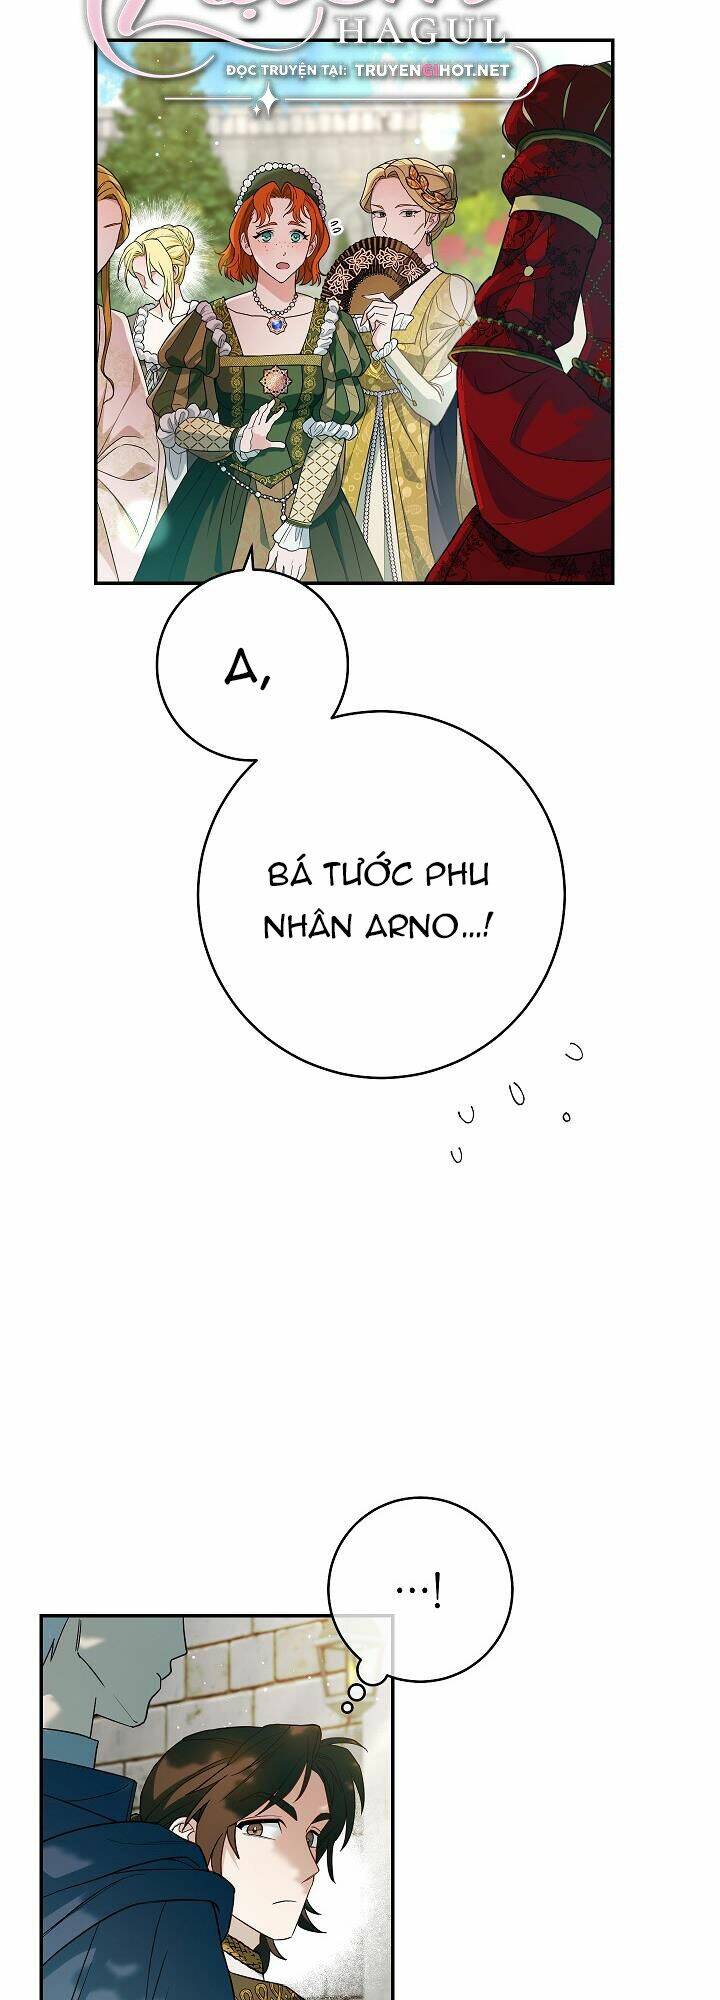 HAGUL
ĐỌC TRUYỆN TẠI: TRUYENGIHOT.NET
A,
BÁ TƯỚC PHU
NHÂN ARNO...!
...!